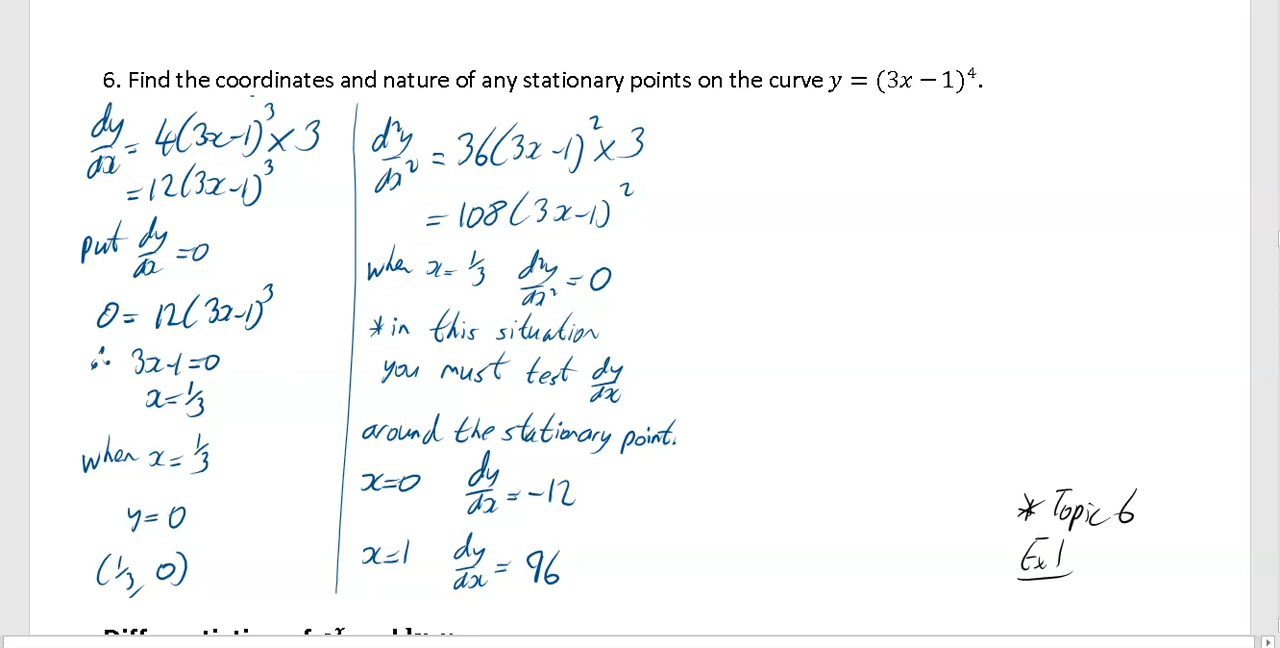 6. Find the coordinates and nature of any stationary points on the curve y = (3x − 1)⁴.
dy/dx = 4(3x-1)³ × 3
= 12(3x-1)³
put dy/dx = 0
0 = 12(3x-1)³
∴ 3x-1=0
x=⅓
when x=⅓
y=0
(⅓, 0)
d²y/dx² = 36(3x-1)² × 3
= 108(3x-1)²
when x=⅓ d²y/dx² = 0
* in this situation
you must test dy/dx
around the stationary point.
x=0 dy/dx = -12
x=1 dy/dx = 96
* Topic 6
Ex 1